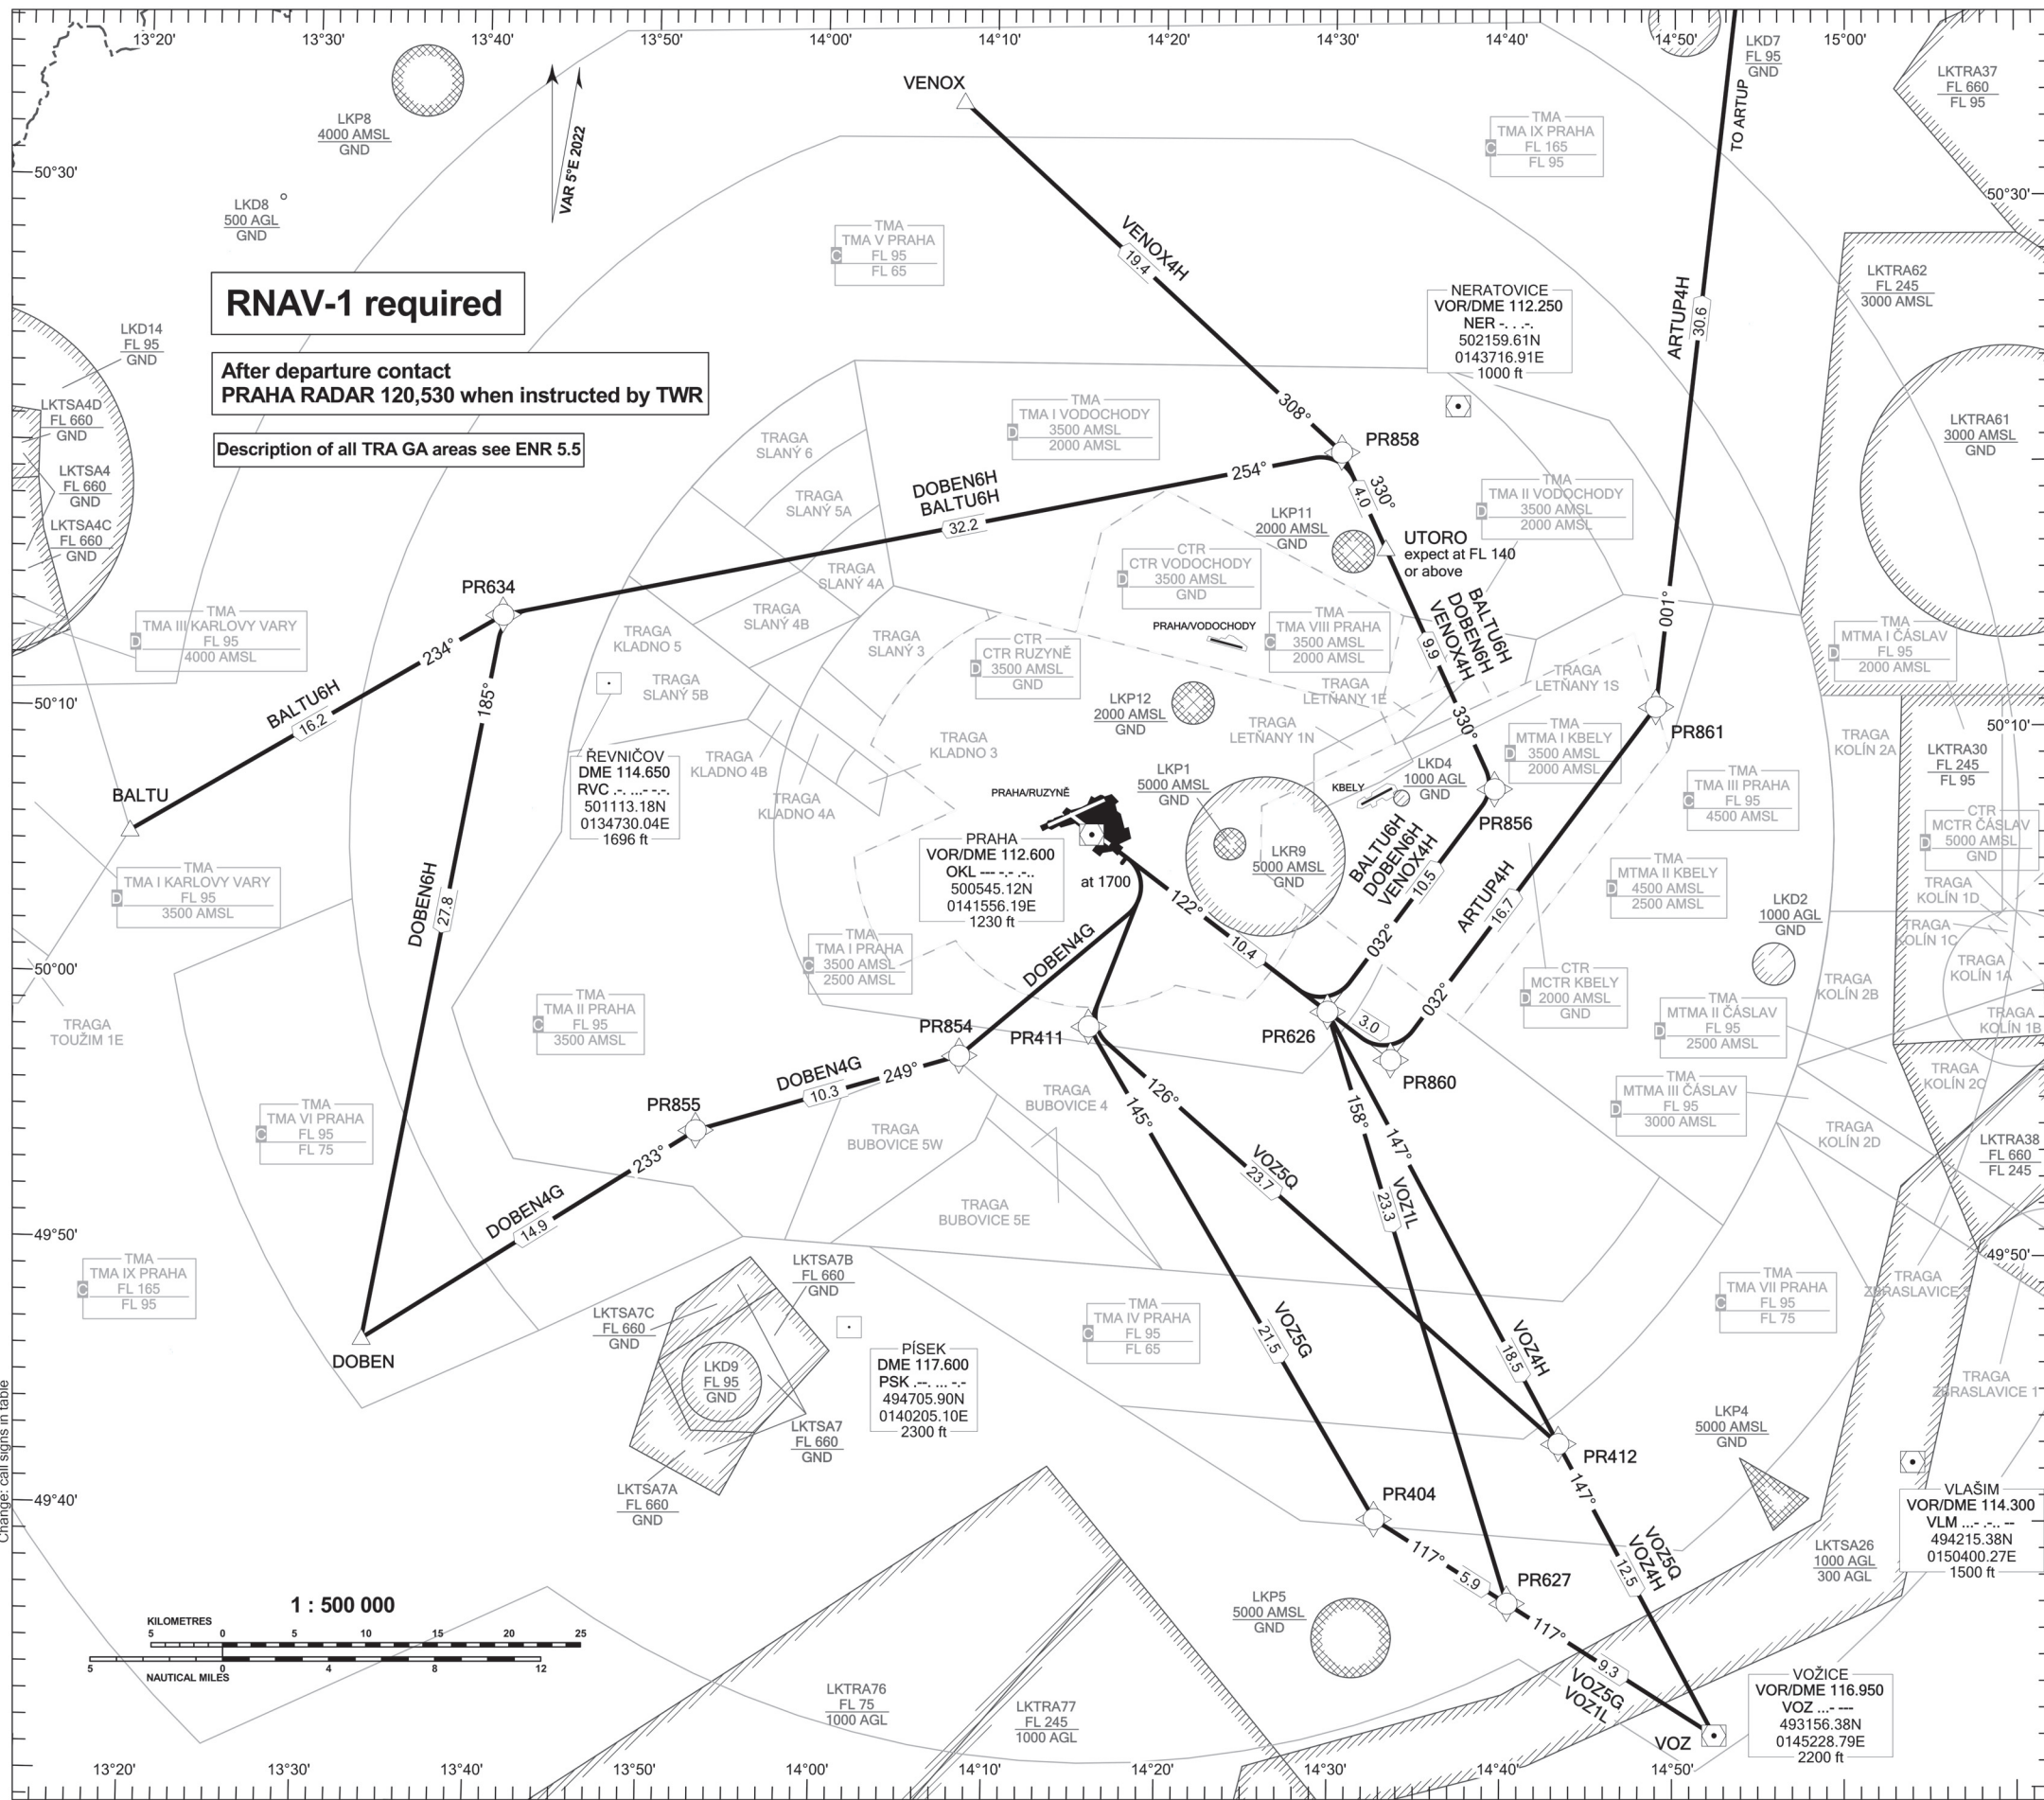 13°20'
13°30'
13°40'
13°50'
14°00'
14°10'
14°20'
14°30'
14°40'
14°50'
15°00'
LKD7
FL 95
GND
LKTRA37
FL 660
FL 95
TO ARTUP
VENOX
LKP8
4000 AMSL
GND
VAR 5°E 2022
TMA
TMA IX PRAHA
C
FL 165
FL 95
50°30'
50°30'
LKD8
500 AGL
GND
TMA
TMA V PRAHA
C
FL 95
FL 65
VENOX4H
19.4
LKTRA62
FL 245
3000 AMSL
RNAV-1 required
NERATOVICE
VOR/DME 112.250
NER -. . .-.
502159.61N
0143716.91E
1000 ft
ARTUP4H
30.6
LKD14
FL 95
GND
After departure contact
PRAHA RADAR 120,530 when instructed by TWR
Description of all TRA GA areas see ENR 5.5
LKTSA4D
FL 660
GND
LKTSA4
FL 660
GND
LKTSA4C
FL 660
GND
TMA
TMA I VODOCHODY
D
3500 AMSL
2000 AMSL
308°
PR858
LKTRA61
3000 AMSL
GND
TRAGA
SLANÝ 6
TRAGA
SLANÝ 5A
DOBEN6H
BALTU6H
32.2
254°
330°
4.0
TMA
TMA II VODOCHODY
D
3500 AMSL
2000 AMSL
LKP11
2000 AMSL
GND
UTORO
expect at FL 140
or above
CTR
CTR VODOCHODY
D
3500 AMSL
GND
TRAGA
SLANÝ 4A
PR634
TRAGA
SLANÝ 4B
BALTU6H
DOBEN6H
VENOX4H
9.9
001°
TMA
TMA III KARLOVY VARY
D
FL 95
4000 AMSL
234°
TRAGA
KLADNO 5
TRAGA
SLANÝ 3
CTR
CTR RUZYNĚ
D
3500 AMSL
GND
PRAHA/VODOCHODY
TMA
TMA VIII PRAHA
C
3500 AMSL
2000 AMSL
TMA
MTMA I ČÁSLAV
D
FL 95
2000 AMSL
TRAGA
SLANÝ 5B
TRAGA
LETŇANY 1E
TRAGA
LETŇANY 1S
185°
BALTU6H
16.2
50°10'
50°10'
LKP12
2000 AMSL
GND
TRAGA
LETŇANY 1N
330°
PR861
TRAGA
KOLÍN 2A
LKTRA30
FL 245
FL 95
ŘEVNIČOV
DME 114.650
RVC .-. ...- -.-.
501113.18N
0134730.04E
1696 ft
TRAGA
KLADNO 4B
TRAGA
KLADNO 3
TRAGA
KLADNO 4A
MTMA I KBELY
TMA
D
3500 AMSL
2000 AMSL
LKP1
5000 AMSL
GND
LKD4
1000 AGL
GND
KBELY
BALTU
PRAHA/RUZYNĚ
TMA
TMA III PRAHA
C
FL 95
4500 AMSL
PR856
CTR
MCTR ČÁSLAV
D
5000 AMSL
GND
PRAHA
VOR/DME 112.600
OKL --- -.- .-..
500545.12N
0141556.19E
1230 ft
at 1700
LKR9
5000 AMSL
GND
BALTU6H
DOBEN6H
VENOX4H
10.5
TMA
TMA I KARLOVY VARY
D
FL 95
3500 AMSL
DOBEN6H
27.8
ARTUP4H
16.7
TMA
MTMA II KBELY
D
4500 AMSL
2500 AMSL
LKD2
1000 AGL
GND
TRAGA
KOLÍN 1D
TRAGA
KOLÍN 1C
122°
10.4
032°
DOBEN4G
TMA
TMA I PRAHA
C
3500 AMSL
2500 AMSL
50°00'
TRAGA
KOLÍN 1A
TRAGA
KOLÍN 2B
CTR
MCTR KBELY
D
2000 AMSL
GND
032°
TMA
TMA II PRAHA
C
FL 95
3500 AMSL
TMA
MTMA II ČÁSLAV
D
FL 95
2500 AMSL
TRAGA
KOLÍN 1B
TRAGA
TOUŽIM 1E
PR854
PR411
PR626
3.0
PR860
DOBEN4G
10.3
249°
TRAGA
BUBOVICE 4
126°
145°
158°
147°
TRAGA
KOLÍN 2C
TMA
MTMA III ČÁSLAV
D
FL 95
3000 AMSL
PR855
TMA
TMA VI PRAHA
C
FL 95
FL 75
TRAGA
BUBOVICE 5W
TRAGA
KOLÍN 2D
LKTRA38
FL 660
FL 245
233°
VOZ5Q
23.7
VOZ1L
23.3
DOBEN4G
14.9
TRAGA
BUBOVICE 5E
49°50'
49°50'
TMA
TMA IX PRAHA
C
FL 165
FL 95
LKTSA7B
FL 660
GND
LKTSA7C
FL 660
GND
TMA
TMA VII PRAHA
C
FL 95
FL 75
TRAGA
TMA
TMA IV PRAHA
C
FL 95
FL 65
VOZ5G
21.5
VOZ4H
18.5
DOBEN
PÍSEK
DME 117.600
PSK .--. ... -.-
494705.90N
0140205.10E
2300 ft
LKD9
FL 95
GND
LKTSA7
FL 660
GND
TRAGA
ZBRASLAVICE 1
LKP4
5000 AMSL
GND
PR412
LKTSA7A
FL 660
GND
49°40'
PR404
147°
VLAŠIM
VOR/DME 114.300
VLM ...- .-.. --
494215.38N
0150400.27E
1500 ft
LKTSA26
1000 AGL
300 AGL
VOZ5Q
VOZ4H
12.5
117°
5.9
PR627
Change: call signs in table
1 : 500 000
KILOMETRES
5 0 5 10 15 20 25
5 0 4 8 12
NAUTICAL MILES
LKP5
5000 AMSL
GND
117°
9.3
VOZ5G
VOZ1L
LKTRA76
FL 75
1000 AGL
LKTRA77
FL 245
1000 AGL
VOŽICE
VOR/DME 116.950
VOZ ...- --- --..
493156.38N
0145228.79E
2200 ft
VOZ
13°20'
13°30'
13°40'
13°50'
14°00'
14°10'
14°20'
14°30'
14°40'
14°50'